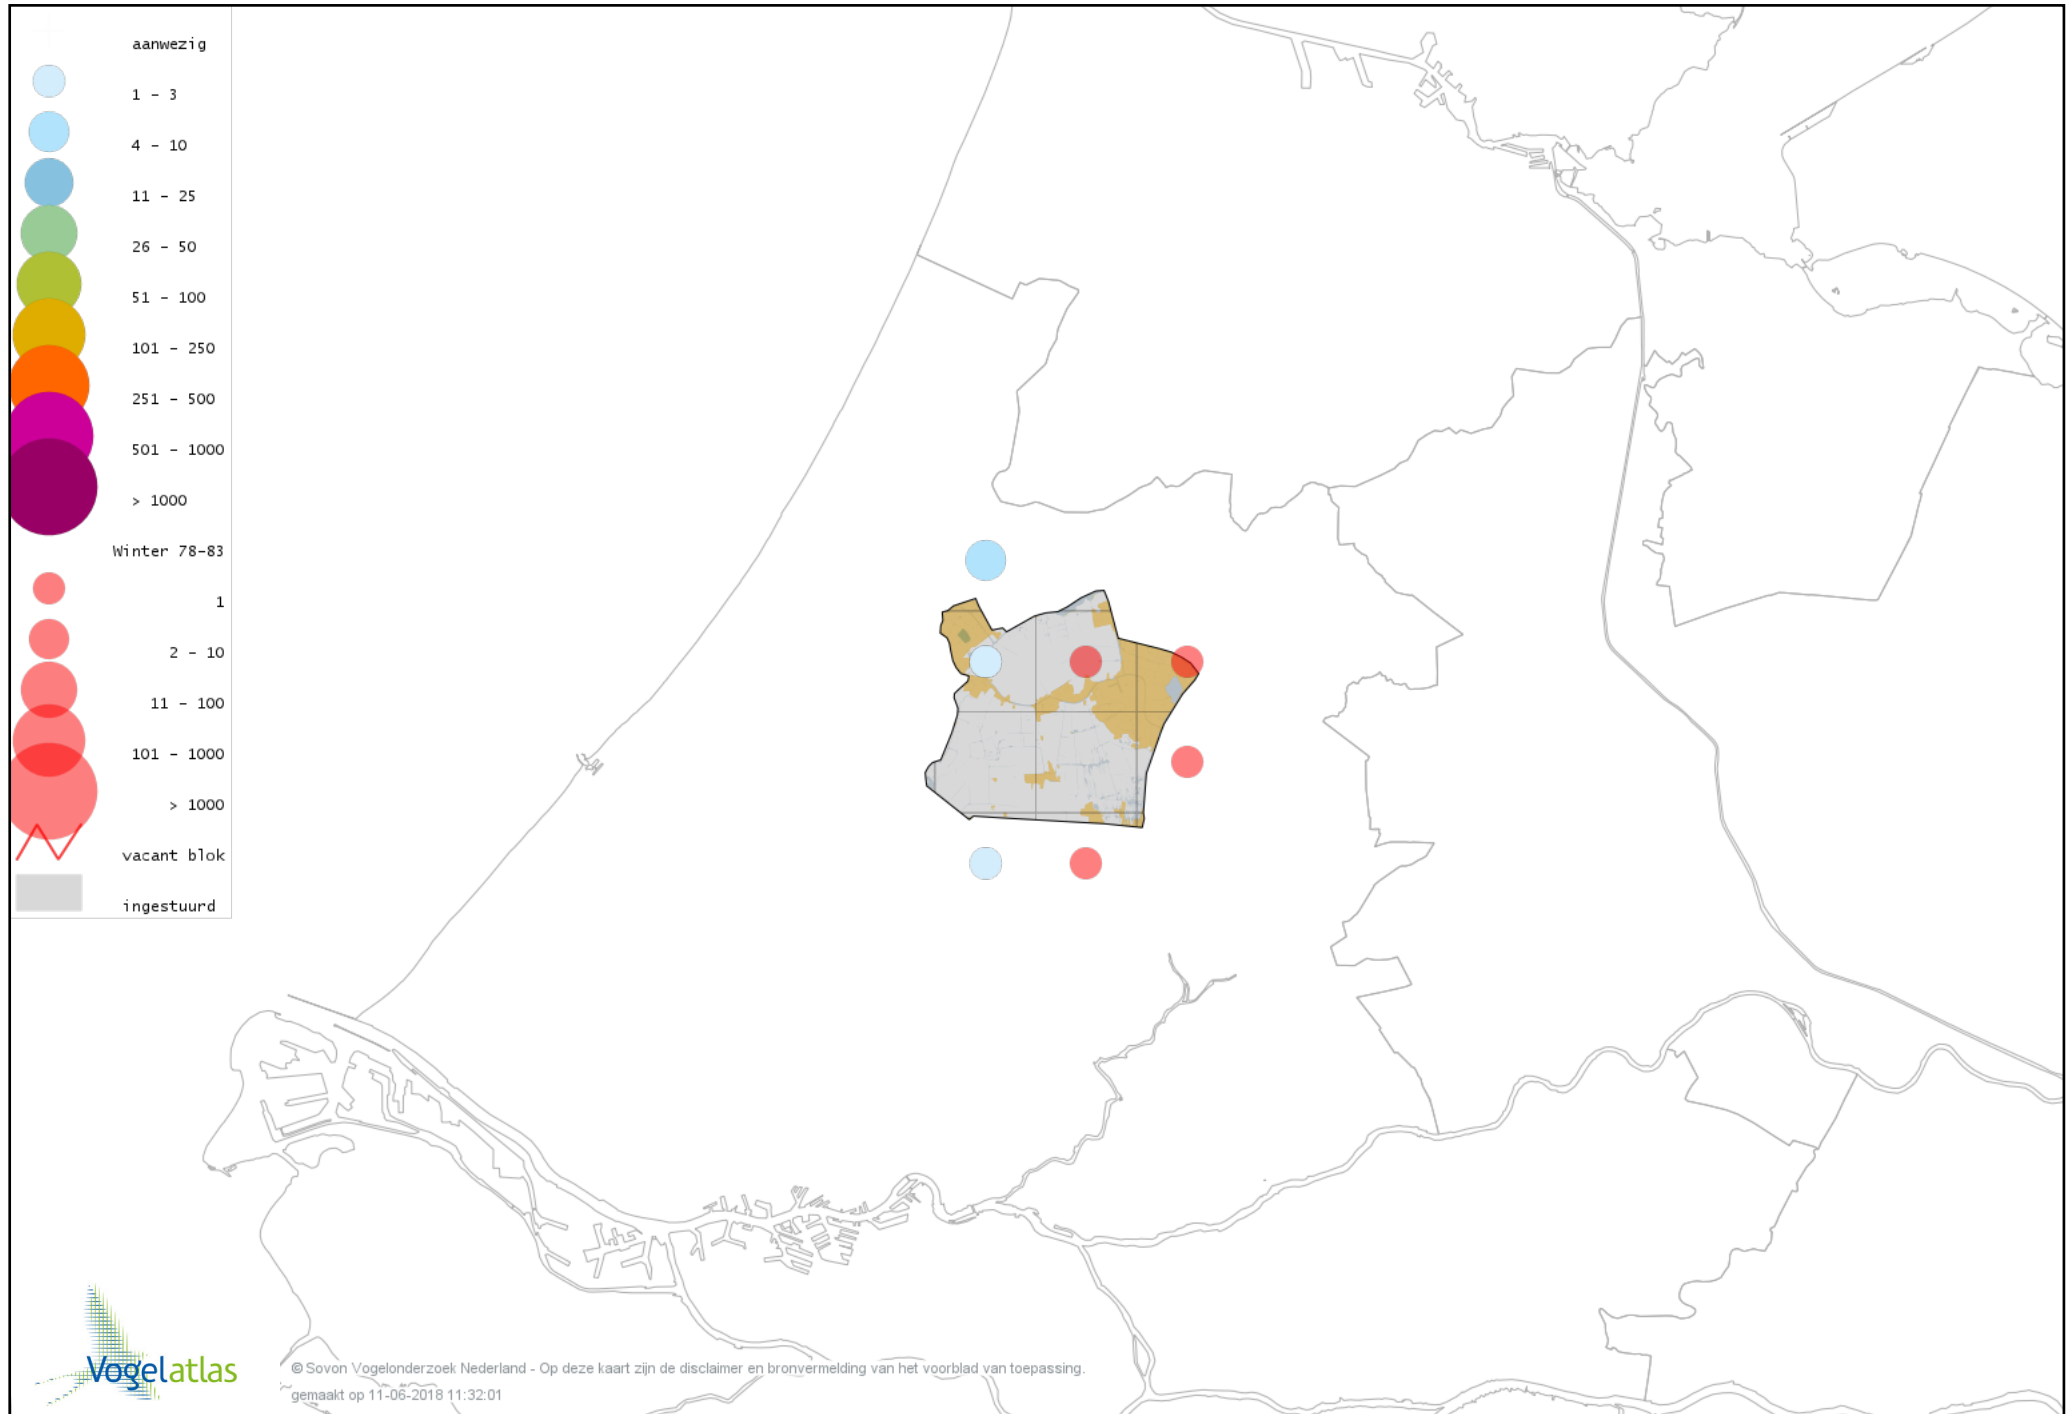 aanwezig
1 - 3
4 - 10
11 - 25
26 - 50
51 - 100
101 - 250
251 - 500
501 - 1000
> 1000
Winter 78-83
1
2 - 10
11 - 100
101 - 1000
> 1000
vacant blok
ingestuurd
Vogelatlas
© Sovon Vogelonderzoek Nederland - Op deze kaart zijn de disclaimer en bronvermelding van het voorblad van toepassing.
gemaakt op 11-06-2018 11:32:01